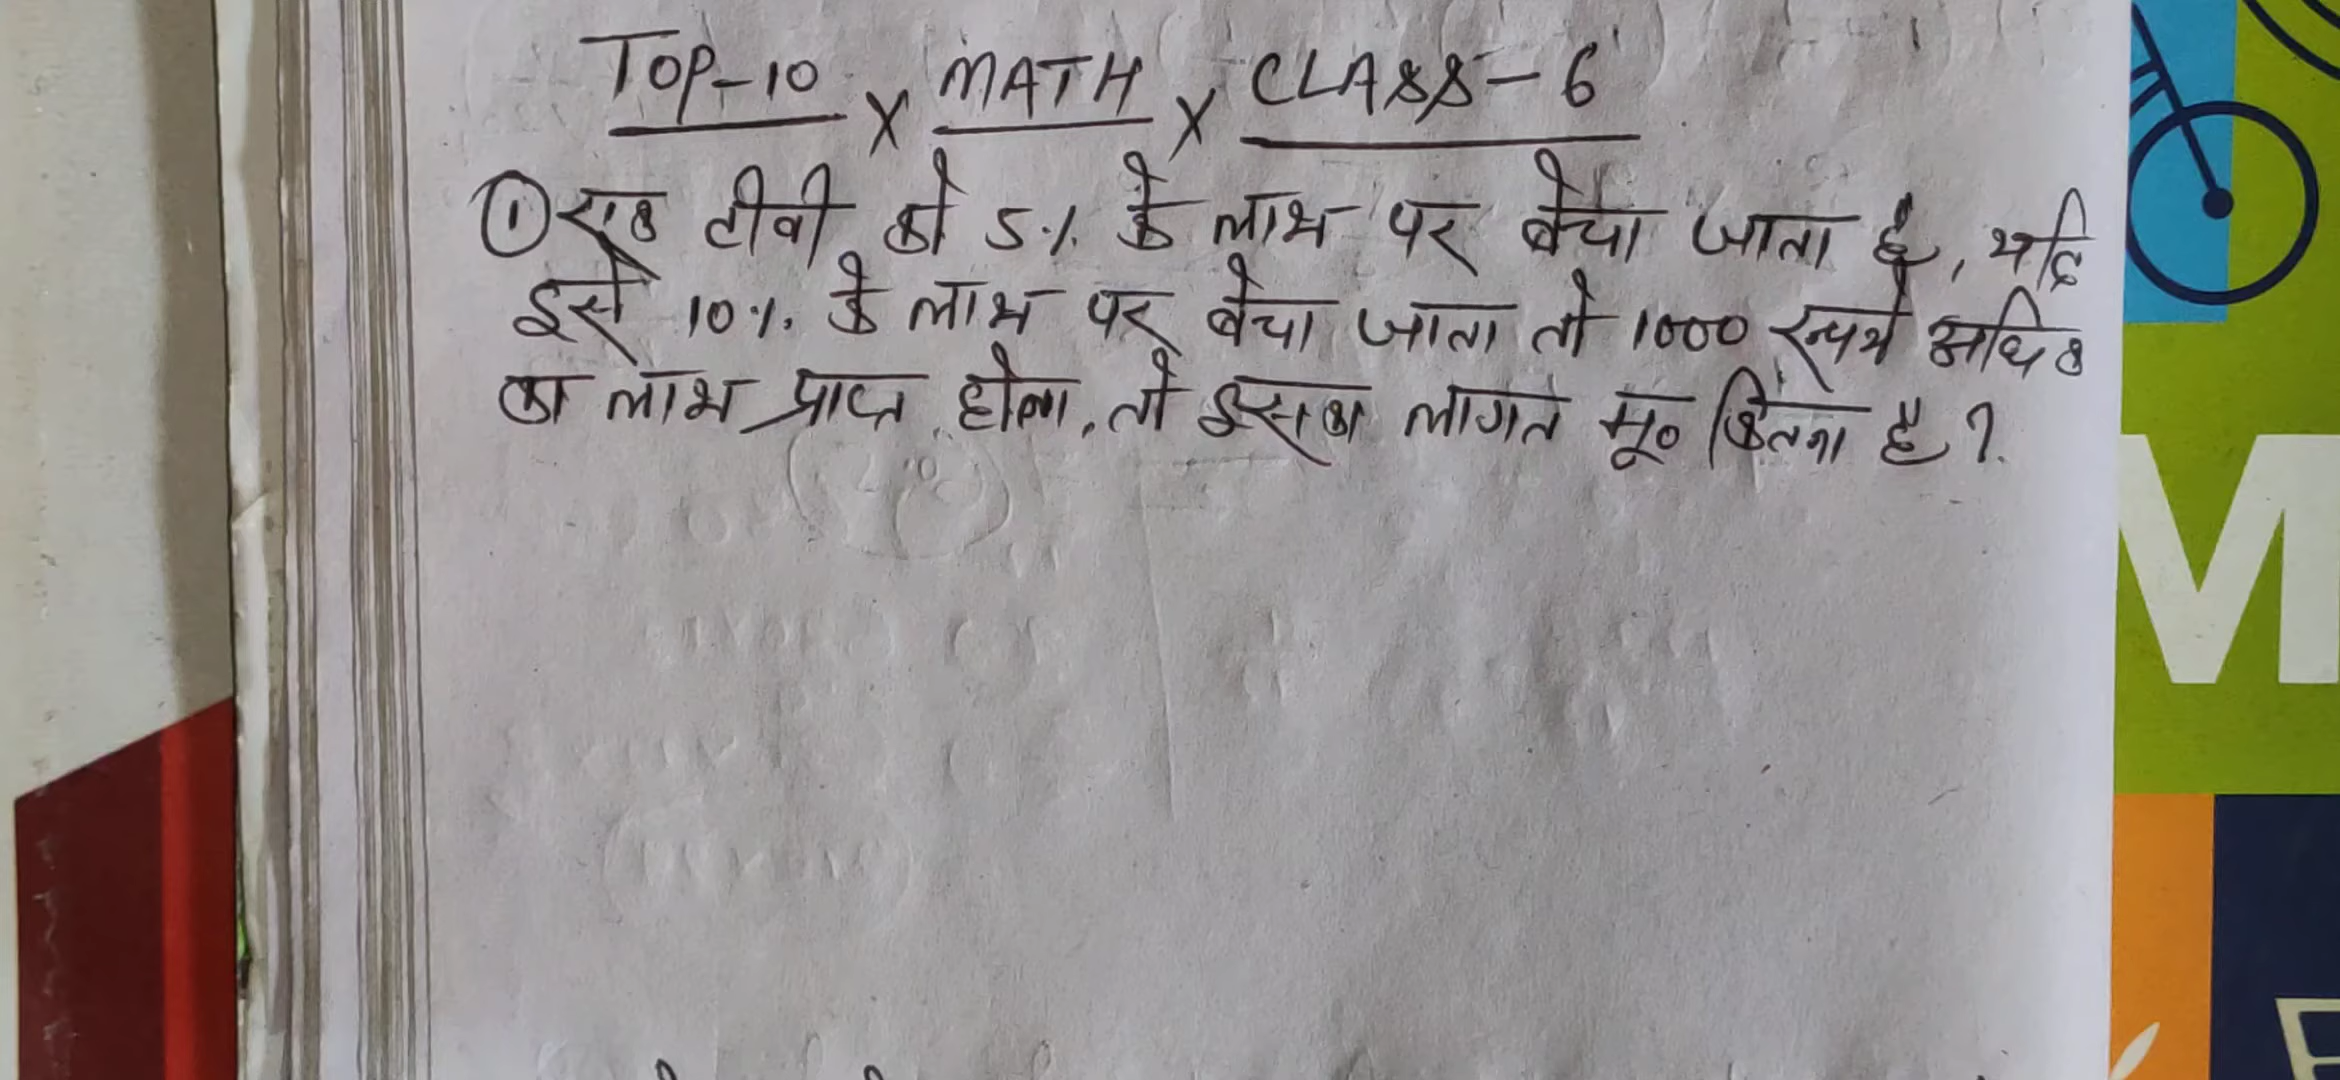 TOP-10 x MATH x CLASS-6
① एक टीवी को 5% के लाभ पर बेचा जाता है, यदि
इसे 10% के लाभ पर बेचा जाता तो 1000 रूपये अधिक
का लाभ प्राप्त होता, तो इसका लागत मू० कितना है?
M